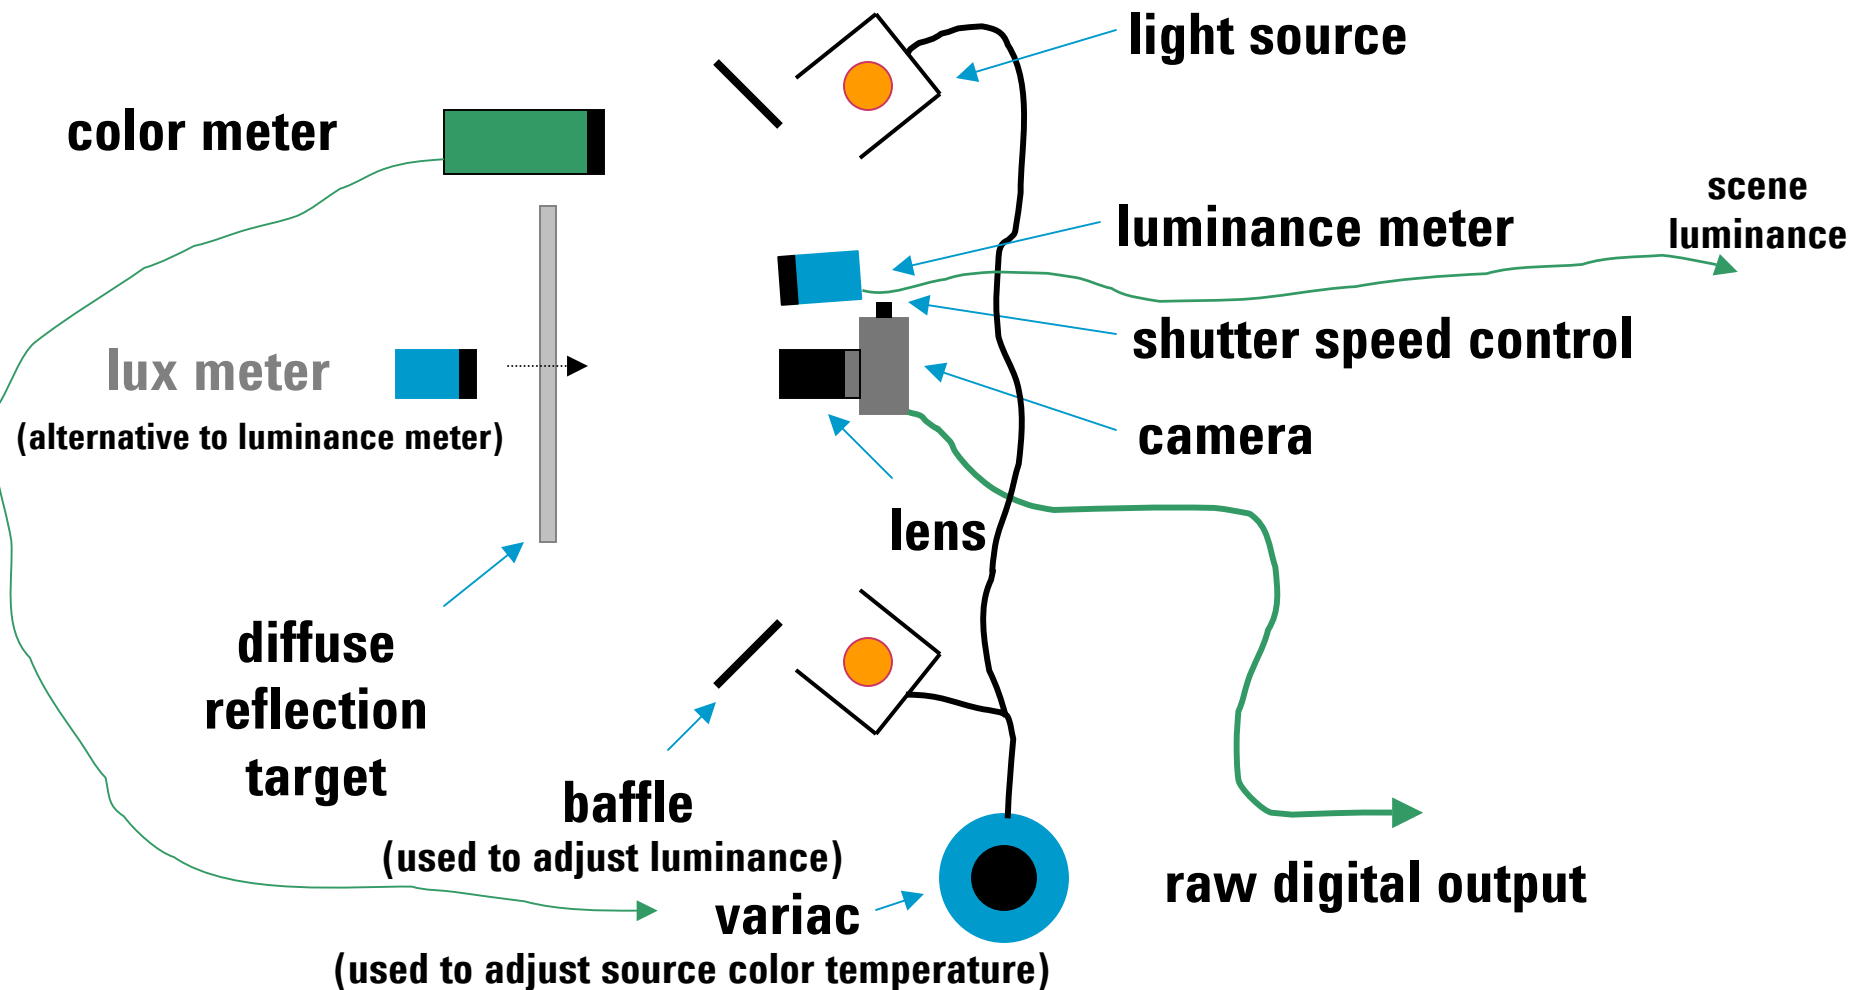 light source
color meter
scene
luminance
luminance meter
shutter speed control
lux meter
(alternative to luminance meter)
camera
lens
diffuse
reflection
target
baffle
(used to adjust luminance)
raw digital output
variac
(used to adjust source color temperature)